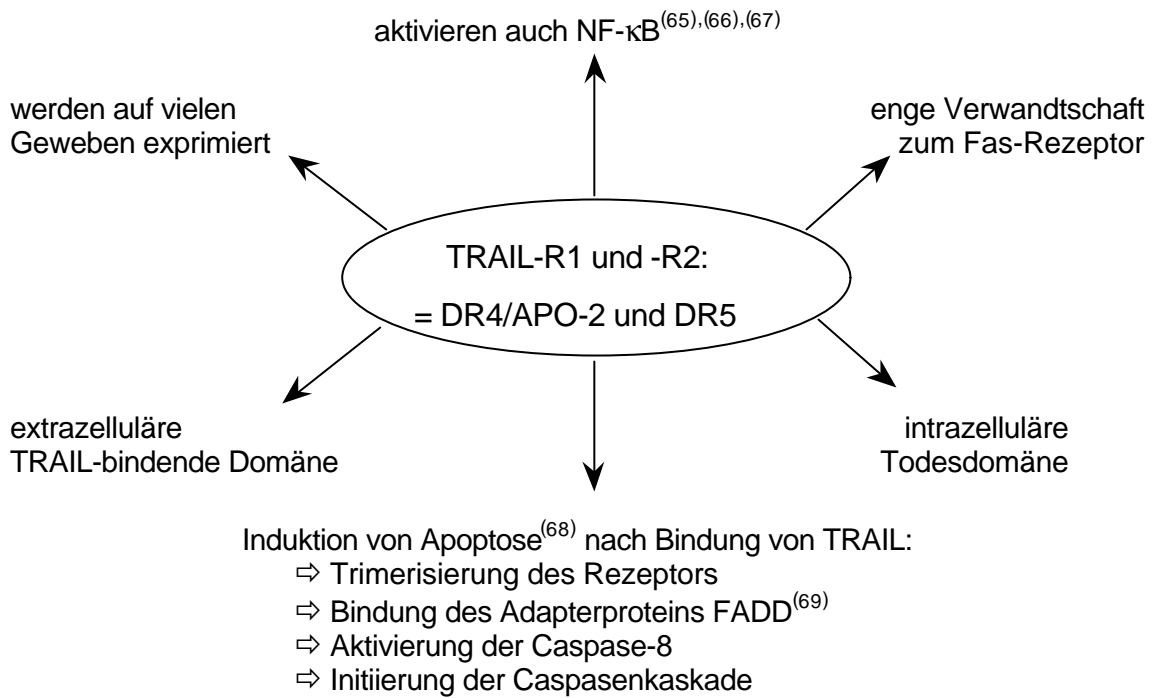 aktivieren auch NF-κB(65),(66),(67)
werden auf vielen
Geweben exprimiert
enge Verwandtschaft
zum Fas-Rezeptor
TRAIL-R1 und -R2:
= DR4/APO-2 und DR5
extrazelluläre
TRAIL-bindende Domäne
intrazelluläre
Todesdomäne
Induktion von Apoptose(68) nach Bindung von TRAIL:
⇨ Trimerisierung des Rezeptors
⇨ Bindung des Adapterproteins FADD(69)
⇨ Aktivierung der Caspase-8
⇨ Initiierung der Caspasenkaskade